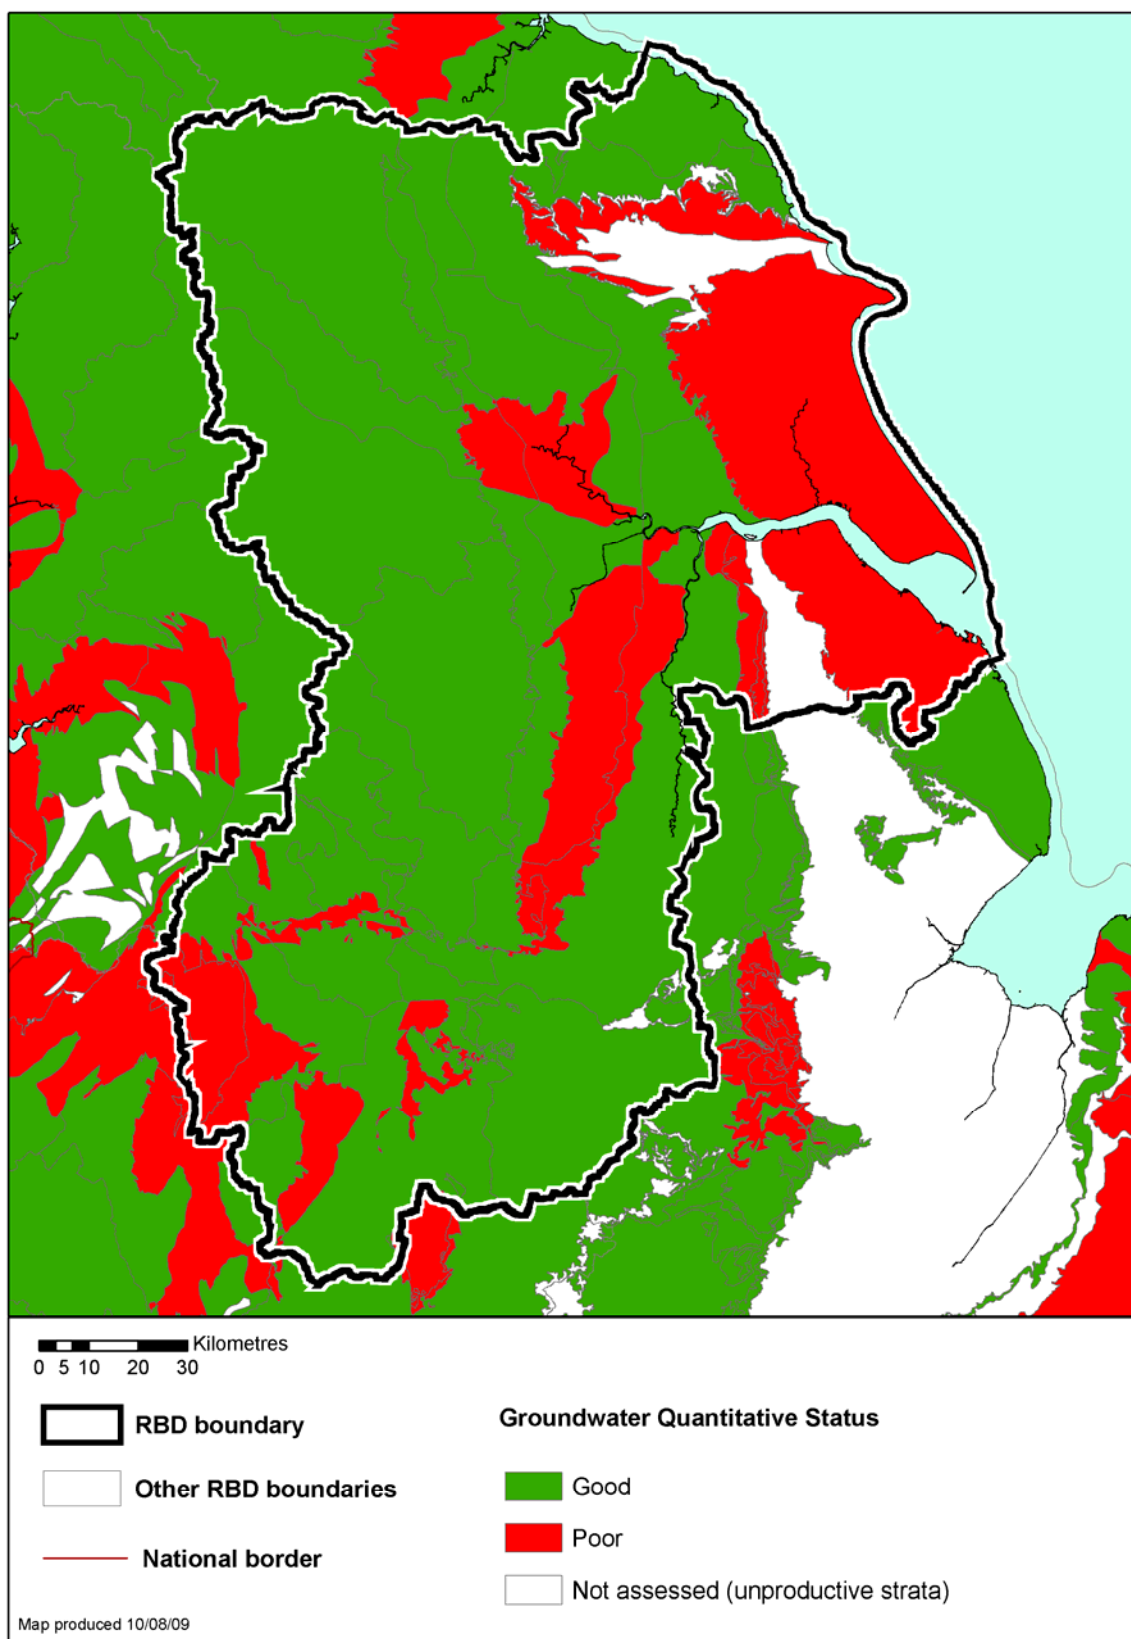 Kilometres
0 5 10 20 30
RBD boundary
Other RBD boundaries
National border
Groundwater Quantitative Status
Good
Poor
Not assessed (unproductive strata)
Map produced 10/08/09